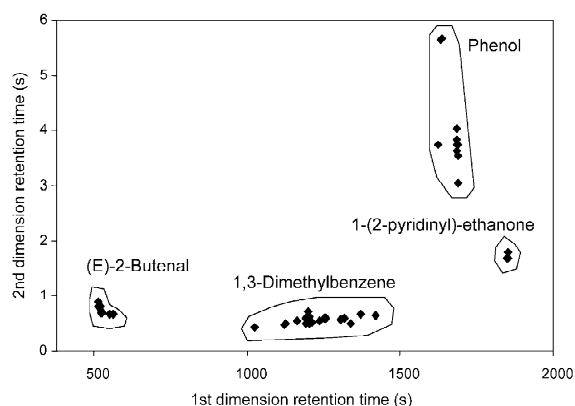 6
5
4
3
2
1
0
2nd dimension retention time (s)
Phenol
1-(2-pyridinyl)-ethanone
(E)-2-Butenal
1,3-Dimethylbenzene
500 1000 1500 2000
1st dimension retention time (s)